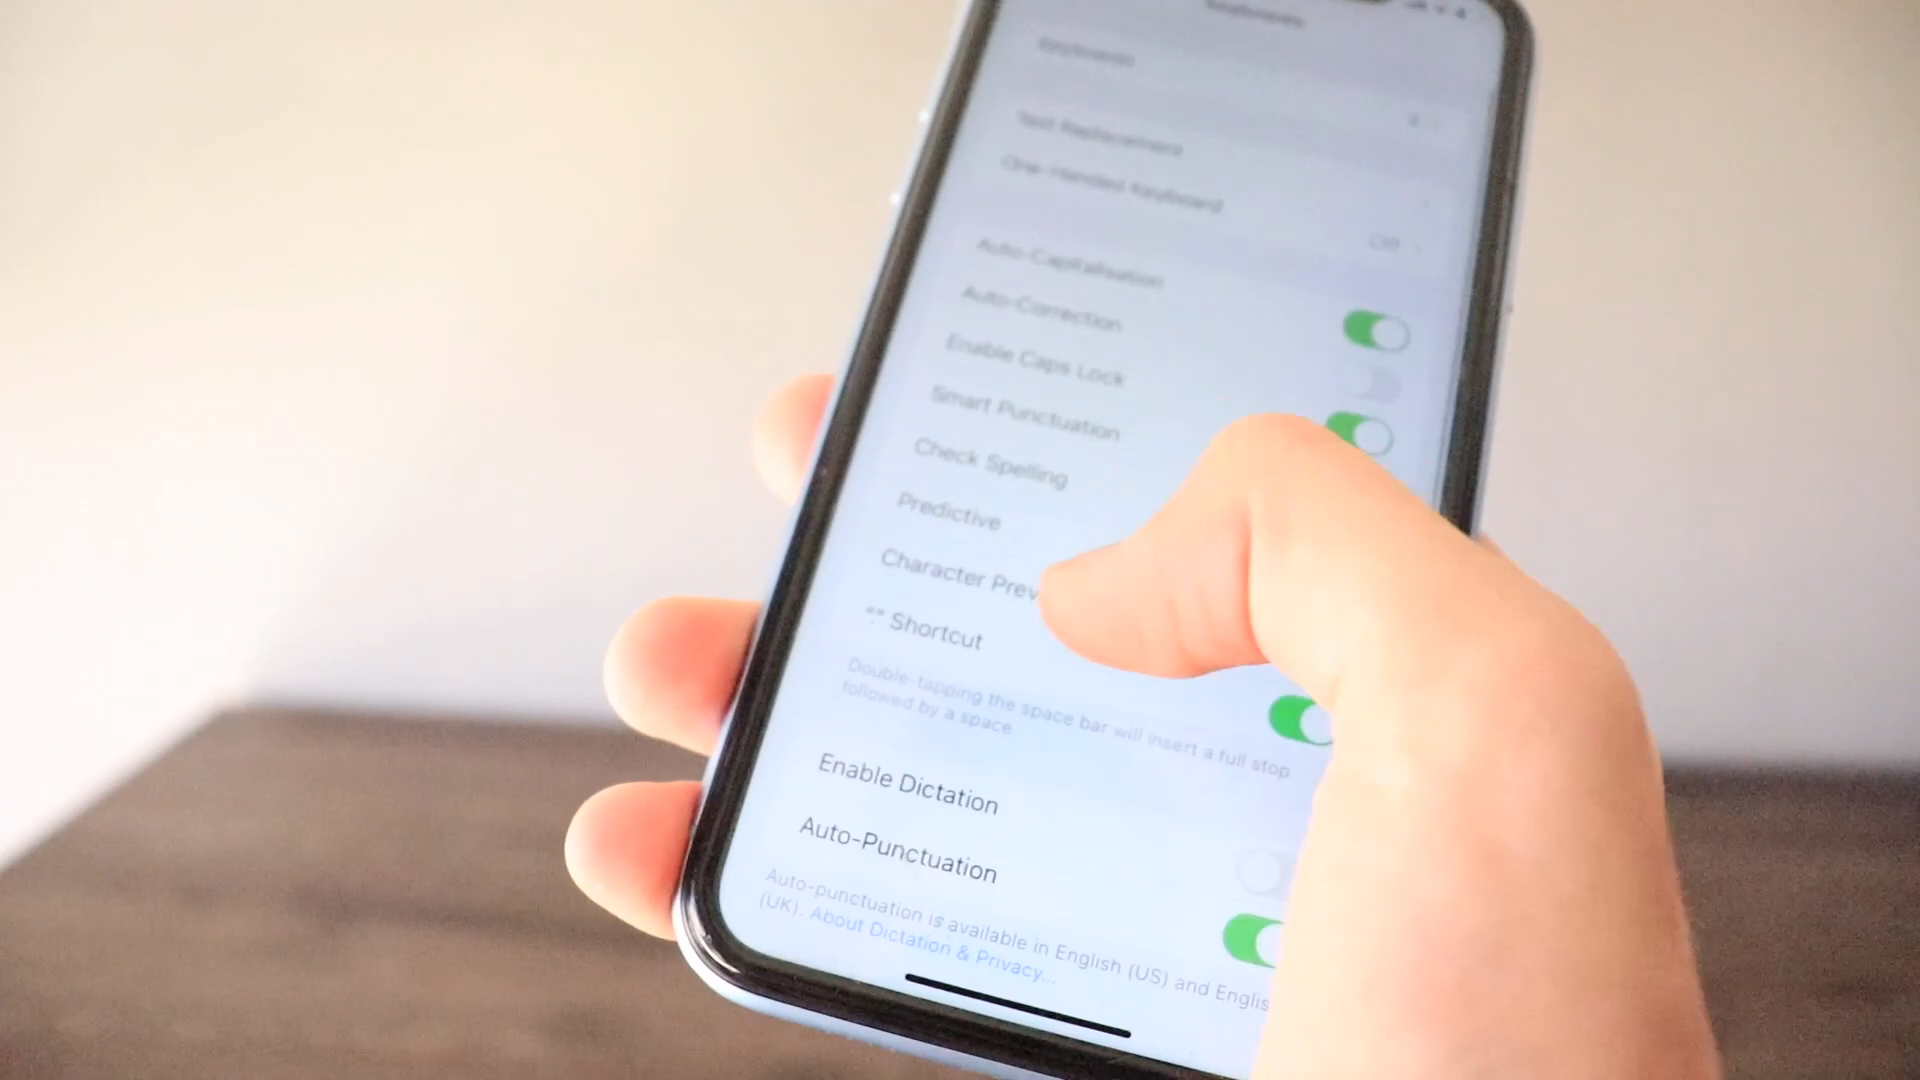 Keyboards
Keyboards
Text Replacement
One-Handed Keyboard
Off
Auto-Capitalisation
Auto-Correction
Enable Caps Lock
Smart Punctuation
Check Spelling
Predictive
Character Prev
"." Shortcut
Double-tapping the space bar will insert a full stop
followed by a space.
Enable Dictation
Auto-Punctuation
Auto-punctuation is available in English (US) and Englis
(UK). About Dictation & Privacy...